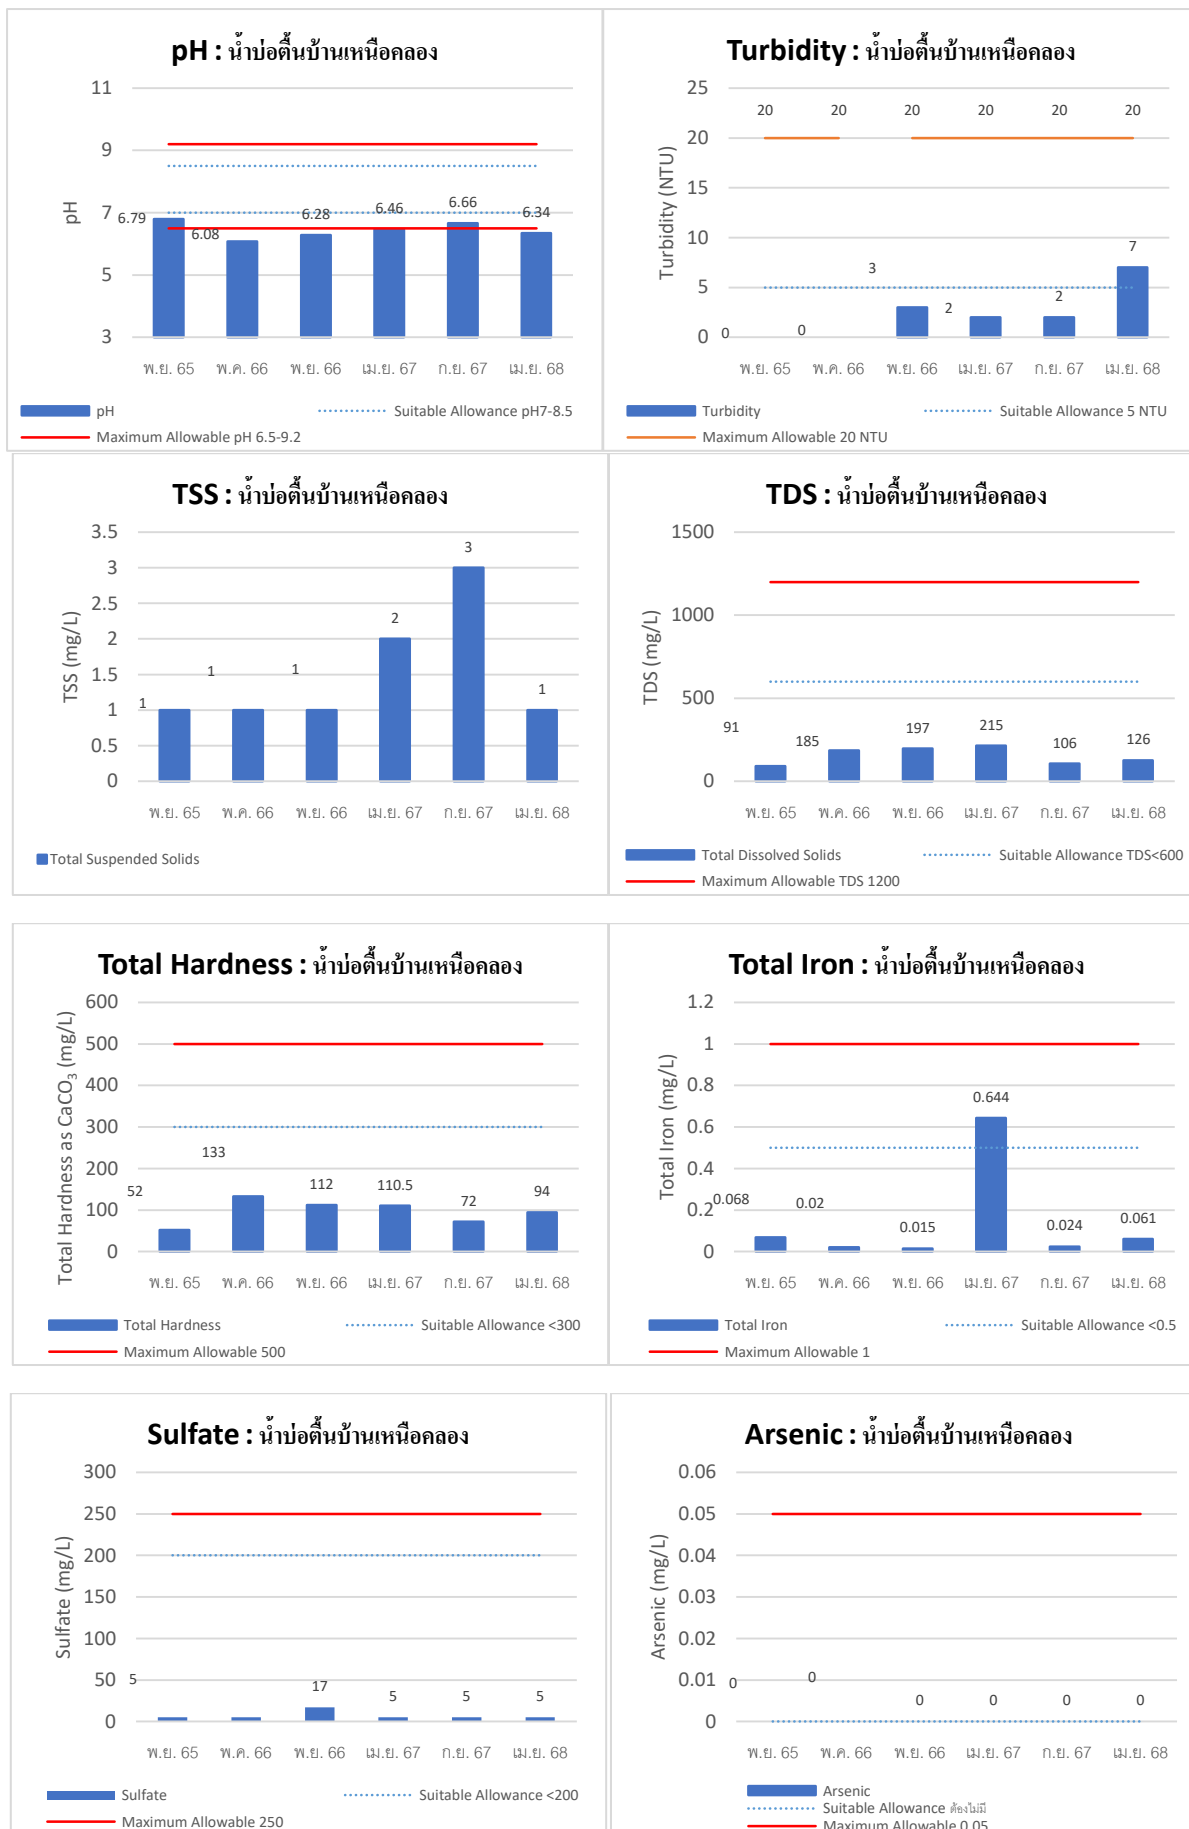 pH : น้ำบ่อตื้นบ้านเหนือคลอง
11
9
7
5
3
pH
6.79
6.08
6.28
6.46
6.66
6.34
พ.ย. 65
พ.ค. 66
พ.ย. 66
เม.ย. 67
ก.ย. 67
เม.ย. 68
pH
Suitable Allowance pH7-8.5
Maximum Allowable pH 6.5-9.2
Turbidity : น้ำบ่อตื้นบ้านเหนือคลอง
25
20
15
10
5
0
Turbidity (NTU)
20
20
20
20
20
20
0
0
3
2
2
7
พ.ย. 65
พ.ค. 66
พ.ย. 66
เม.ย. 67
ก.ย. 67
เม.ย. 68
Turbidity
Suitable Allowance 5 NTU
Maximum Allowable 20 NTU
TSS : น้ำบ่อตื้นบ้านเหนือคลอง
3.5
3
2.5
2
1.5
1
0.5
0
TSS (mg/L)
1
1
1
2
3
1
พ.ย. 65
พ.ค. 66
พ.ย. 66
เม.ย. 67
ก.ย. 67
เม.ย. 68
Total Suspended Solids
TDS : น้ำบ่อตื้นบ้านเหนือคลอง
1500
1000
500
0
TDS (mg/L)
91
185
197
215
106
126
พ.ย. 65
พ.ค. 66
พ.ย. 66
เม.ย. 67
ก.ย. 67
เม.ย. 68
Total Dissolved Solids
Suitable Allowance TDS<600
Maximum Allowable TDS 1200
Total Hardness : น้ำบ่อตื้นบ้านเหนือคลอง
600
500
400
300
200
100
0
Total Hardness as CaCO₃ (mg/L)
52
133
112
110.5
72
94
พ.ย. 65
พ.ค. 66
พ.ย. 66
เม.ย. 67
ก.ย. 67
เม.ย. 68
Total Hardness
Suitable Allowance <300
Maximum Allowable 500
Total Iron : น้ำบ่อตื้นบ้านเหนือคลอง
1.2
1
0.8
0.6
0.4
0.2
0
Total Iron (mg/L)
0.068
0.02
0.015
0.644
0.024
0.061
พ.ย. 65
พ.ค. 66
พ.ย. 66
เม.ย. 67
ก.ย. 67
เม.ย. 68
Total Iron
Suitable Allowance <0.5
Maximum Allowable 1
Sulfate : น้ำบ่อตื้นบ้านเหนือคลอง
300
250
200
150
100
50
0
Sulfate (mg/L)
5
17
5
5
5
พ.ย. 65
พ.ค. 66
พ.ย. 66
เม.ย. 67
ก.ย. 67
เม.ย. 68
Sulfate
Suitable Allowance <200
Maximum Allowable 250
Arsenic : น้ำบ่อตื้นบ้านเหนือคลอง
0.06
0.05
0.04
0.03
0.02
0.01
0
Arsenic (mg/L)
0
0
0
0
0
0
พ.ย. 65
พ.ค. 66
พ.ย. 66
เม.ย. 67
ก.ย. 67
เม.ย. 68
Arsenic
Suitable Allowance ต้องไม่มี
Maximum Allowable 0.05